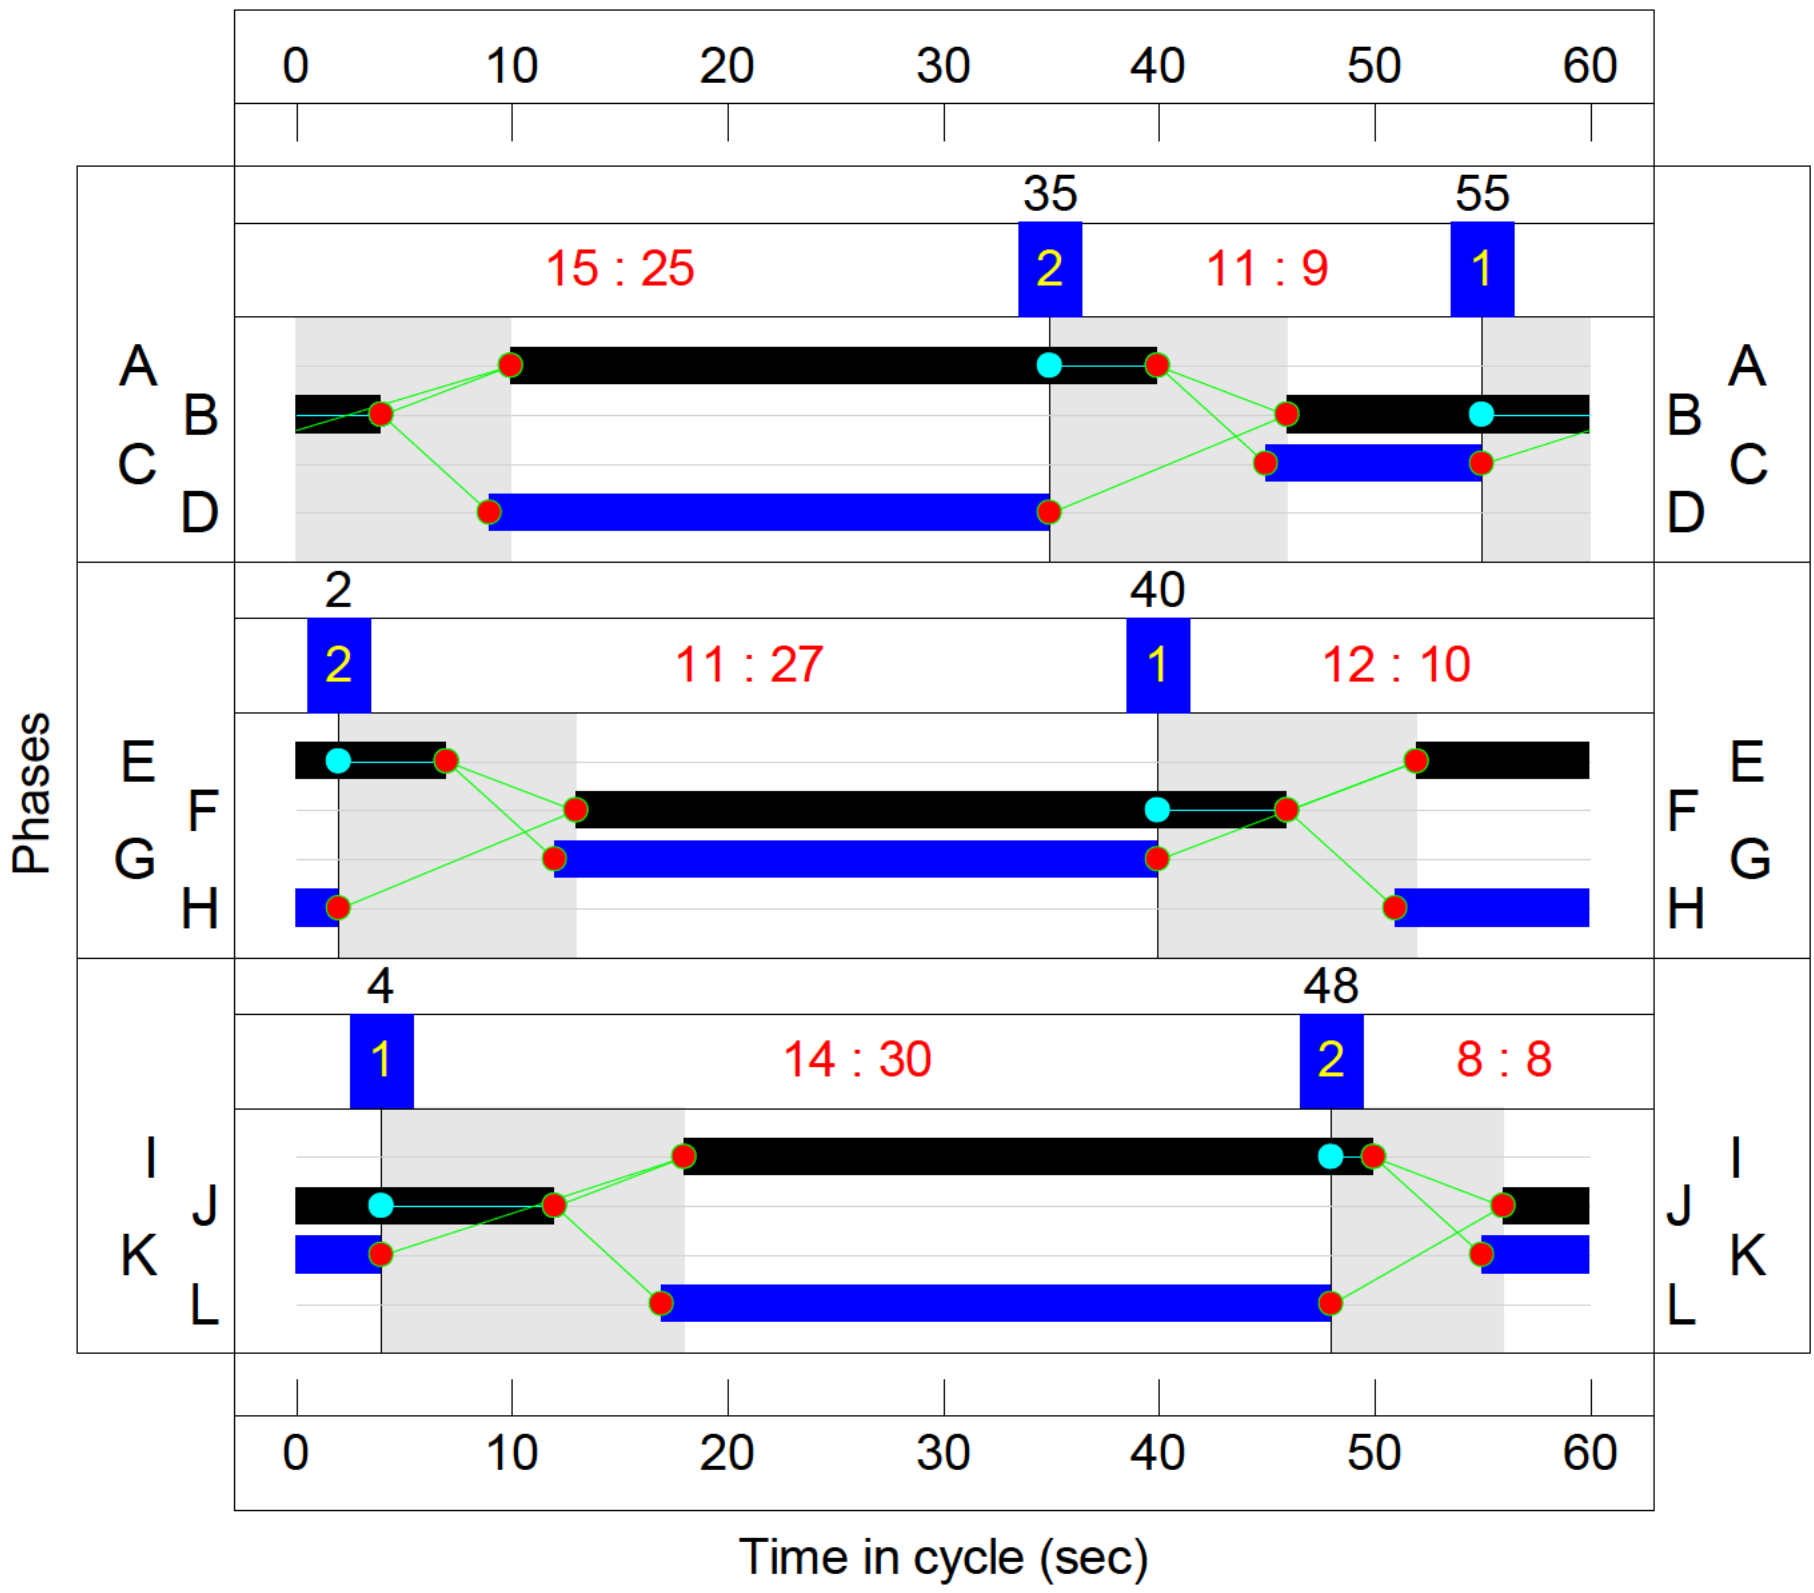 0 10 20 30 40 50 60
35 55
15 : 25 2 11 : 9 1
A A
B B
C C
D D
2 40
2 11 : 27 1 12 : 10
Phases
E E
F F
G G
H H
4 48
1 14 : 30 2 8 : 8
I I
J J
K K
L L
0 10 20 30 40 50 60
Time in cycle (sec)